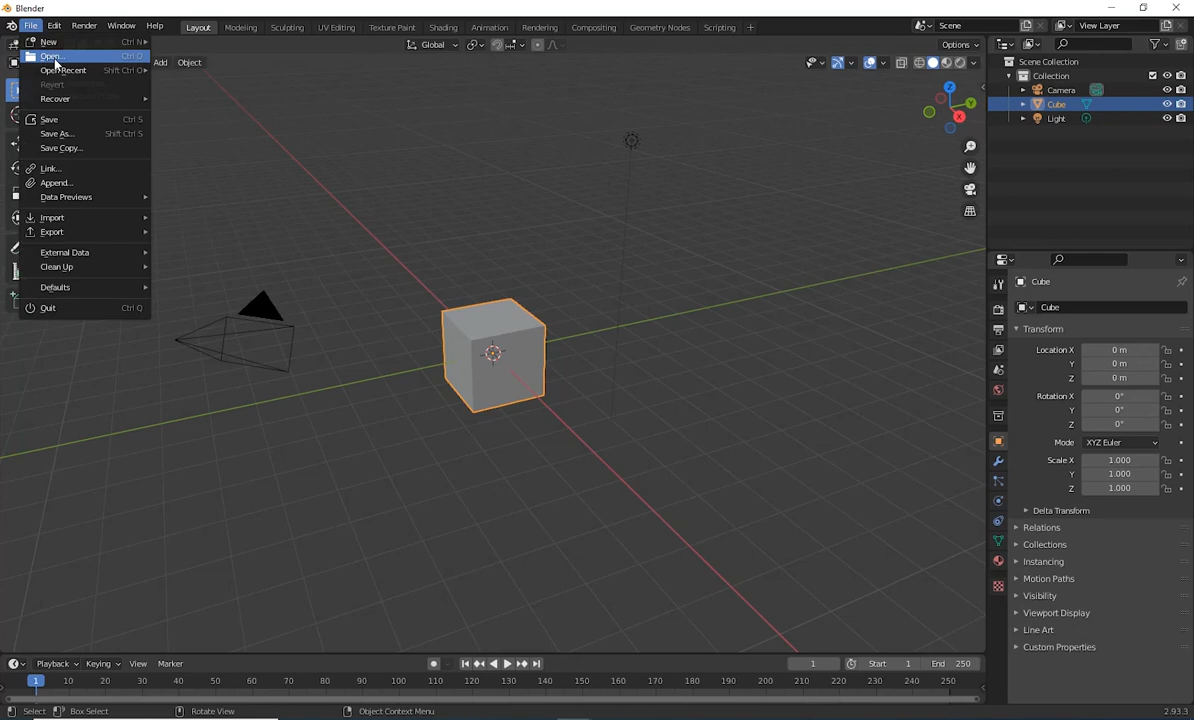 Blender
File Edit Render Window Help Layout Modeling Sculpting UV Editing Texture Paint Shading Animation Rendering Compositing Geometry Nodes Scripting + Scene View Layer
New Ctrl N
Open... Ctrl O
Open Recent Shift Ctrl O
Revert
Recover
Save Ctrl S
Save As... Shift Ctrl S
Save Copy...
Link...
Append...
Data Previews
Import
Export
External Data
Clean Up
Defaults
Quit Ctrl Q
Global
Options
Add Object
Z
Y
X
Scene Collection
Collection
Camera
Cube
Light
Cube
Cube
Transform
Location X 0 m
Y 0 m
Z 0 m
Rotation X 0°
Y 0°
Z 0°
Mode XYZ Euler
Scale X 1.000
Y 1.000
Z 1.000
Delta Transform
Relations
Collections
Instancing
Motion Paths
Visibility
Viewport Display
Line Art
Custom Properties
Playback Keying View Marker 1 Start 1 End 250
1 10 20 30 40 50 60 70 80 90 100 110 120 130 140 150 160 170 180 190 200 210 220 230 240 250
Select Box Select Rotate View Object Context Menu 2.93.3